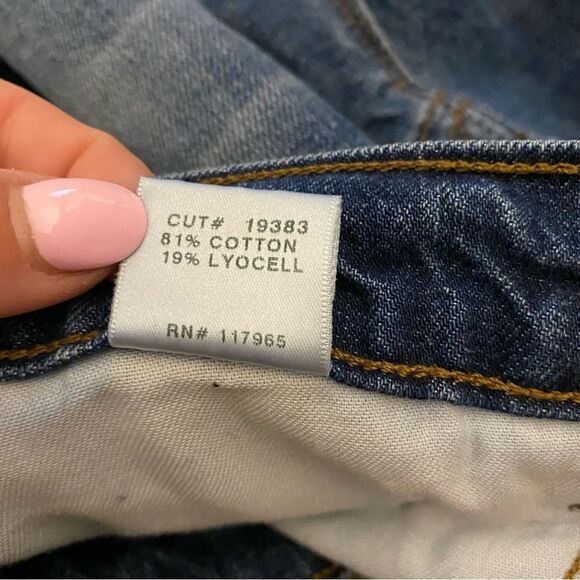 CUT# 19383
81% COTTON
19% LYOCELL
RN# 117965